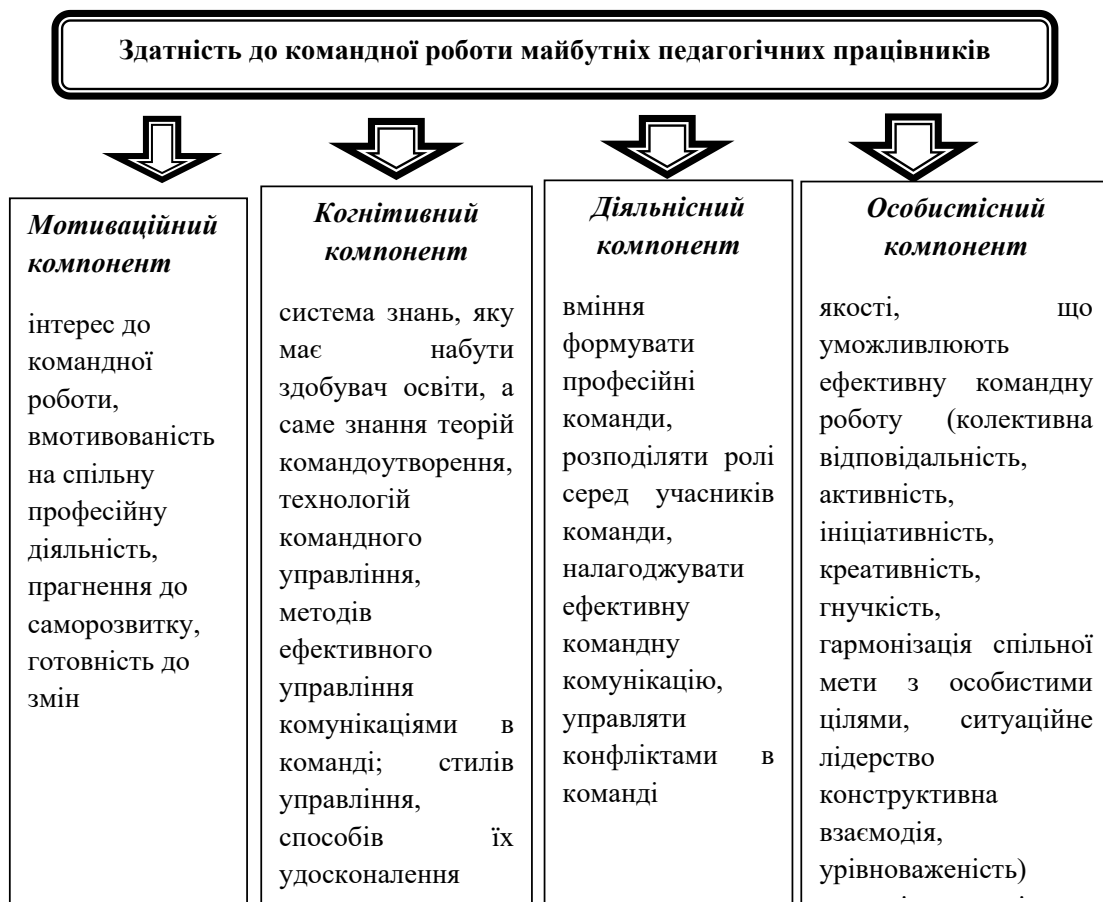 Здатність до командної роботи майбутніх педагогічних працівників
Мотиваційний
компонент
інтерес до
командної
роботи,
вмотивованість
на спільну
професійну
діяльність,
прагнення до
саморозвитку,
готовність до
змін
Когнітивний
компонент
система знань, яку
має набути
здобувач освіти, а
саме знання теорій
командоутворення,
технологій
командного
управління,
методів
ефективного
управління
комунікаціями в
команді; стилів
управління,
способів їх
удосконалення
Діяльнісний
компонент
вміння
формувати
професійні
команди,
розподіляти ролі
серед учасників
команди,
налагоджувати
ефективну
командну
комунікацію,
управляти
конфліктами в
команді
Особистісний
компонент
якості, що
уможливлюють
ефективну командну
роботу (колективна
відповідальність,
активність,
ініціативність,
креативність,
гнучкість,
гармонізація спільної
мети з особистими
цілями, ситуаційне
лідерство
конструктивна
взаємодія,
урівноваженість)